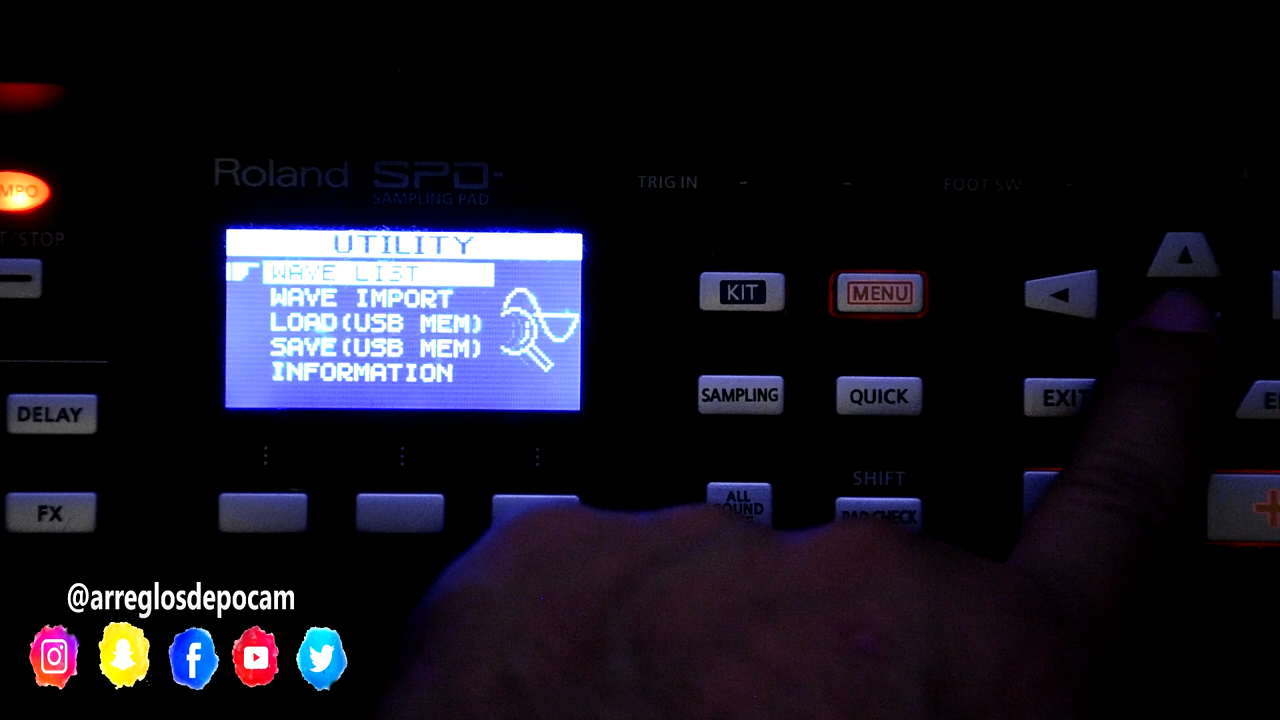 Roland SPD-
SAMPLING PAD
TRIG IN - -
FOOT SW -
UTILITY
WAVE LIST
WAVE IMPORT
LOAD(USB MEM)
SAVE(USB MEM)
INFORMATION
KIT
MENU
SAMPLING
QUICK
EXIT
DELAY
FX
SHIFT
ALL
PAD CHECK
@arreglosdepocam